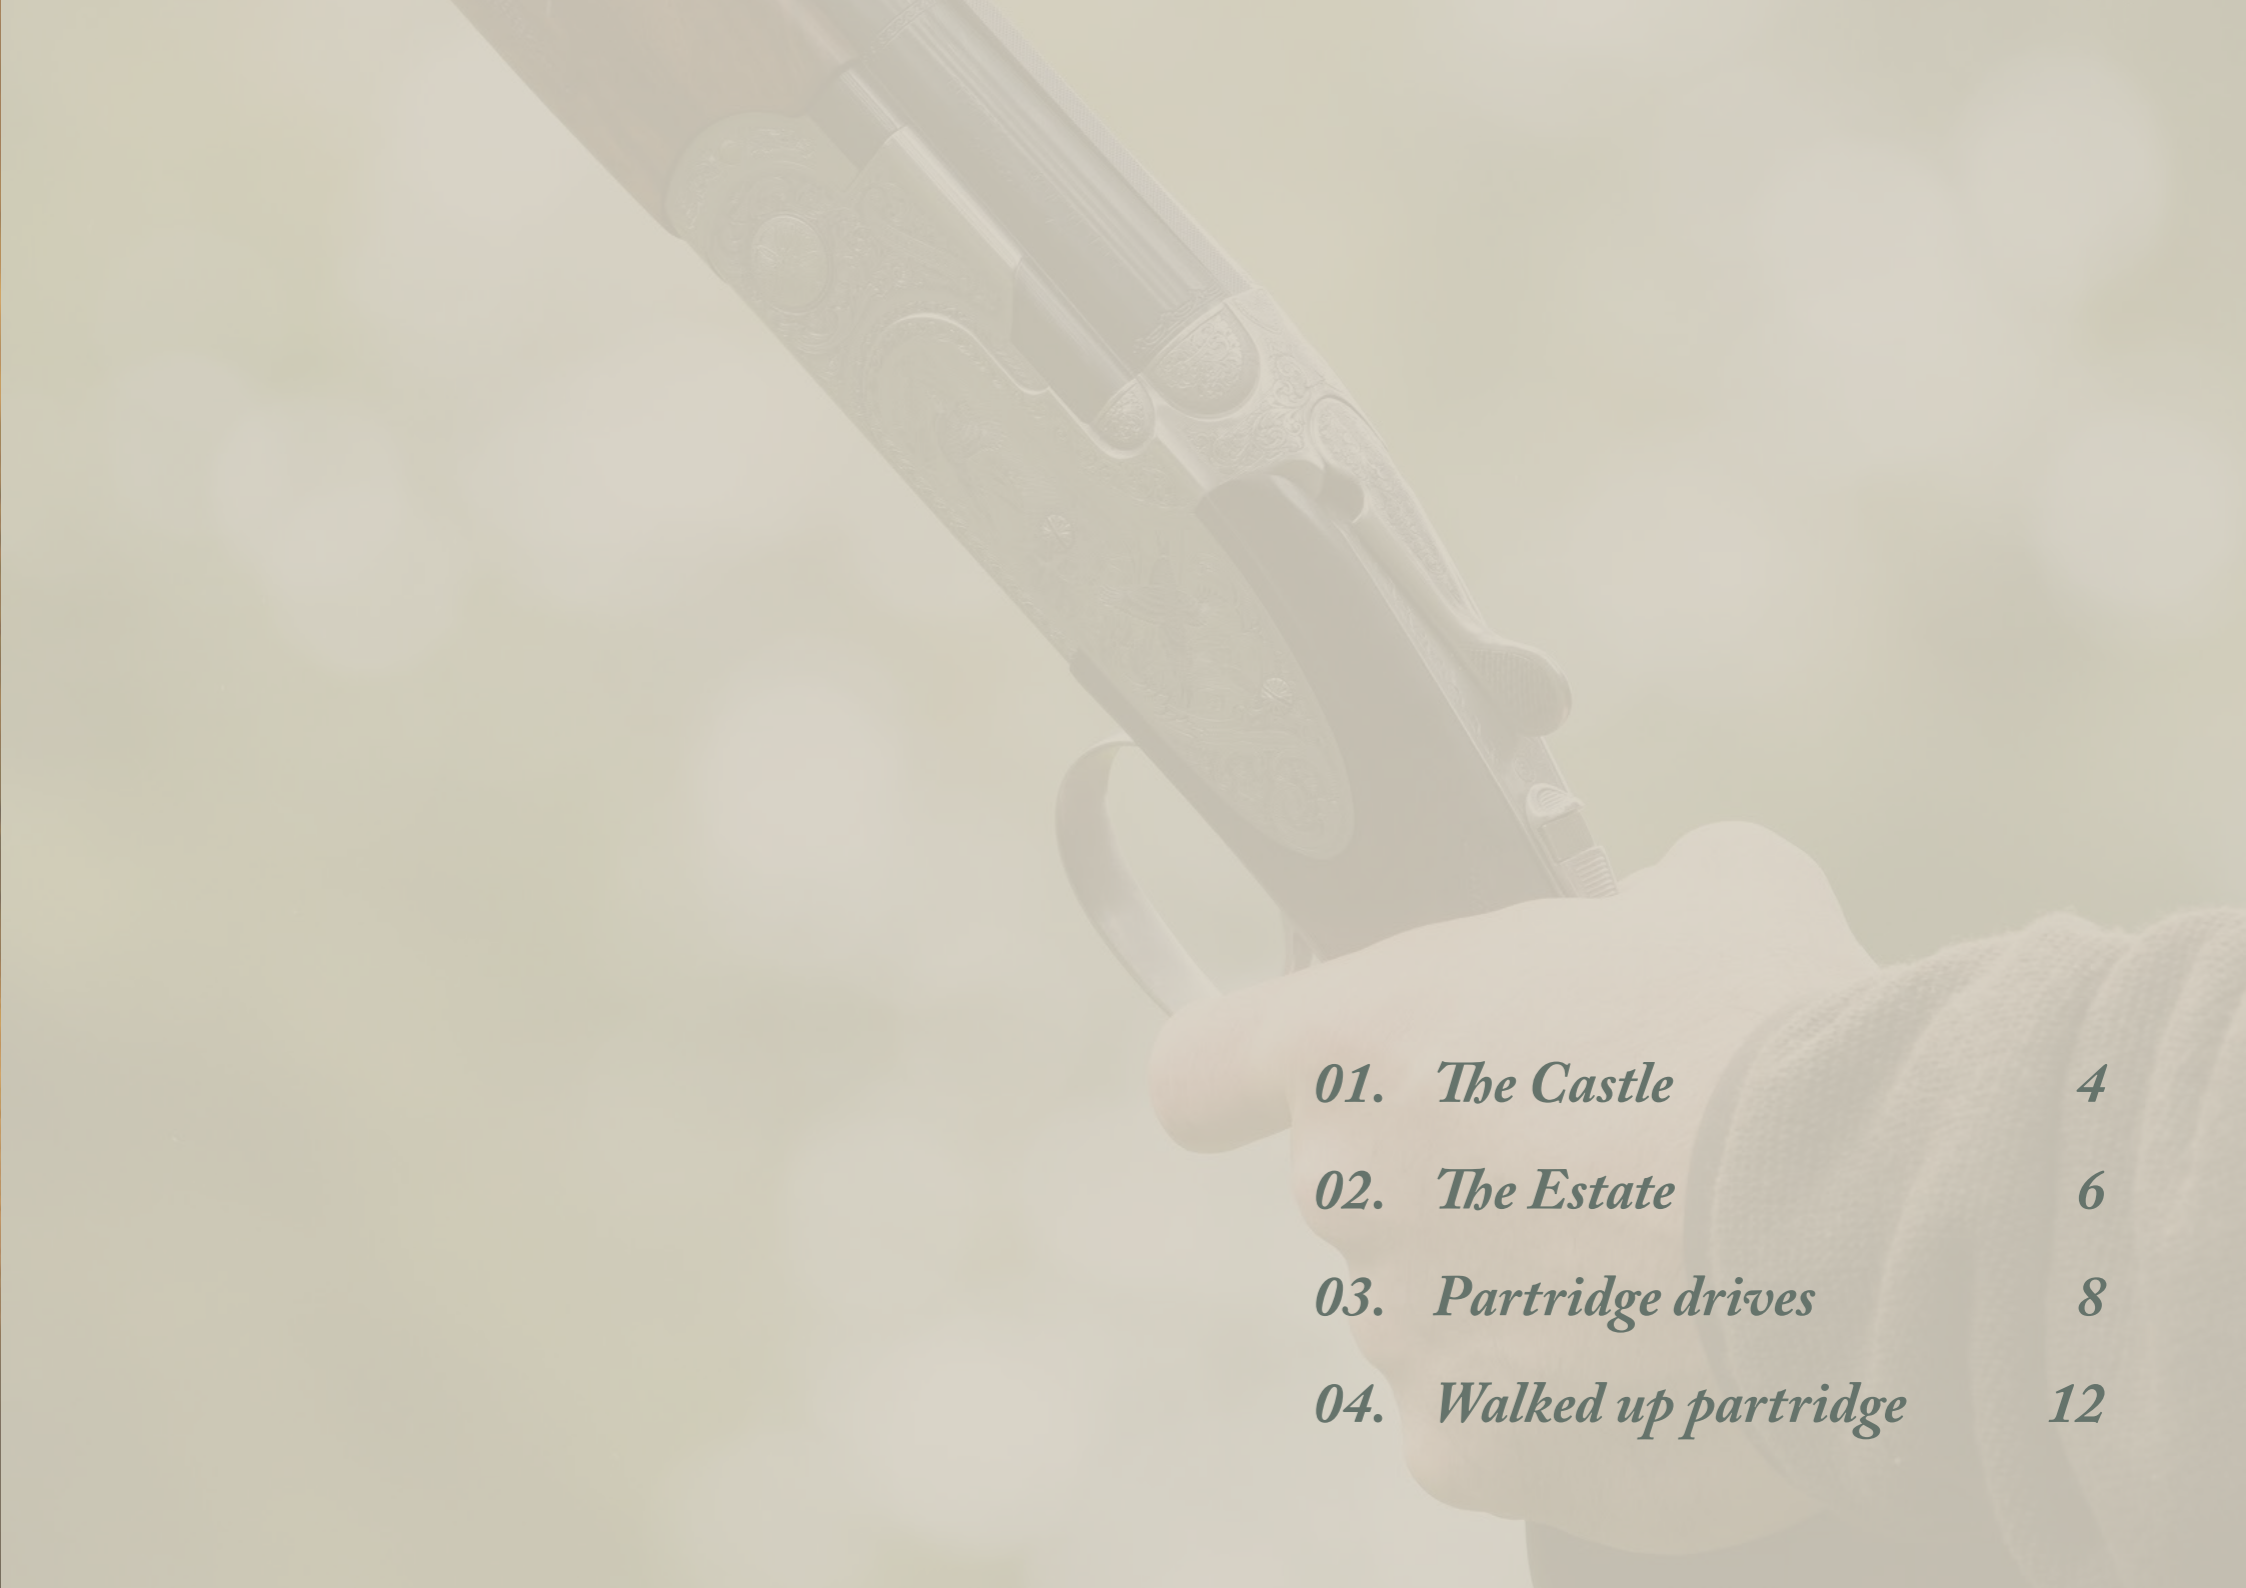 01. The Castle 4
02. The Estate 6
03. Partridge drives 8
04. Walked up partridge 12